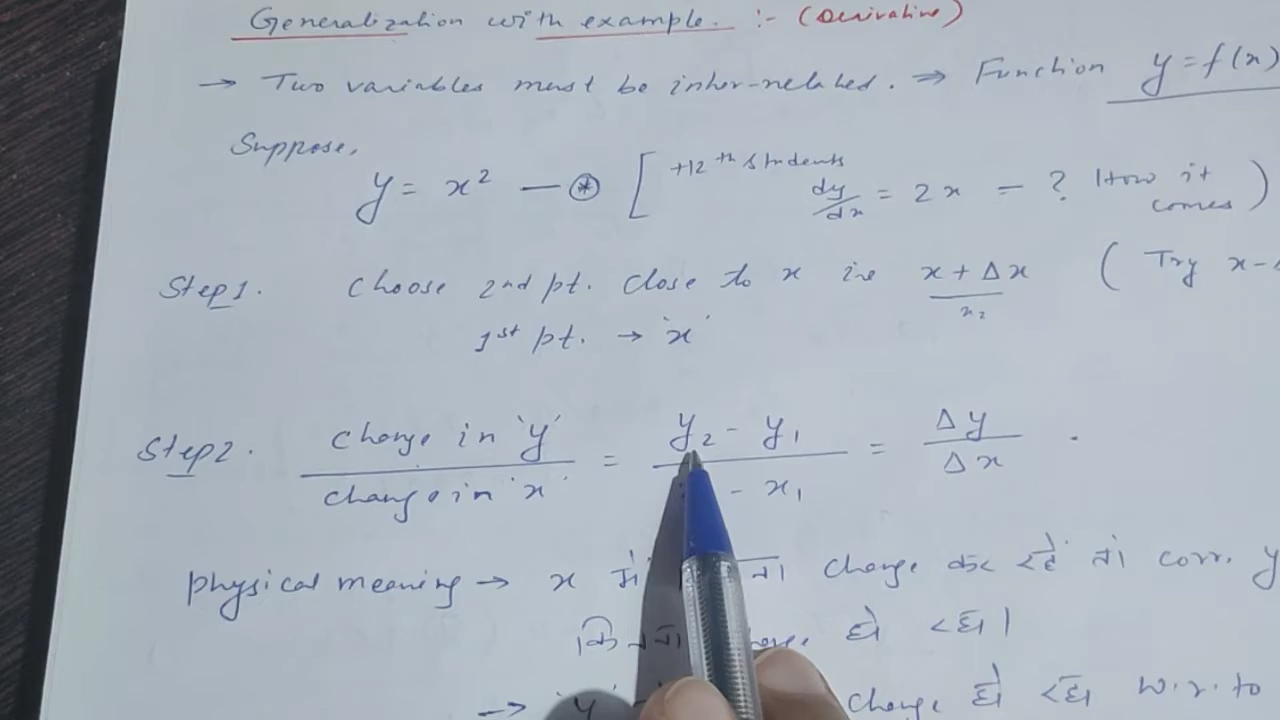 Generalization with example. :- (Derivative)
→ Two variables must be inter-related. ⇒ Function y = f(x)
Suppose,
y = x² — ⊛ [ +12th students
dy/dx = 2x — ? How it comes )
Step 1. Choose 2nd pt. close to x ie x + Δx ( Try x -
x₂
1st pt. → 'x'
Step 2. Change in 'y' / change in 'x' = y₂ - y₁ / - x₁ = Δy / Δx .
physical meaning → x में change कर रहे तो corr. y
change हो रहा।
→ 'y' change हो रहा w.r. to